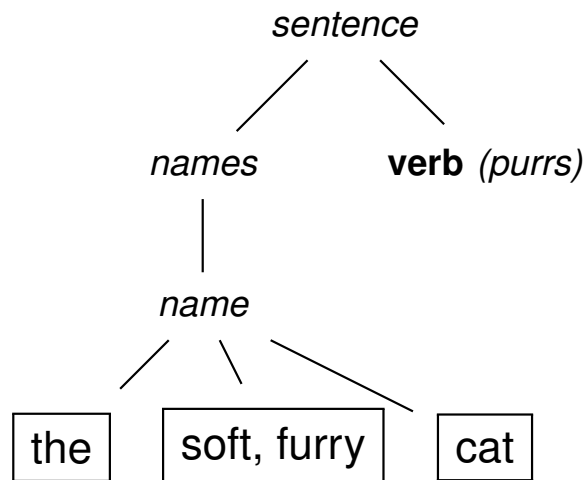 sentence
names
verb (purrs)
name
the
soft, furry
cat